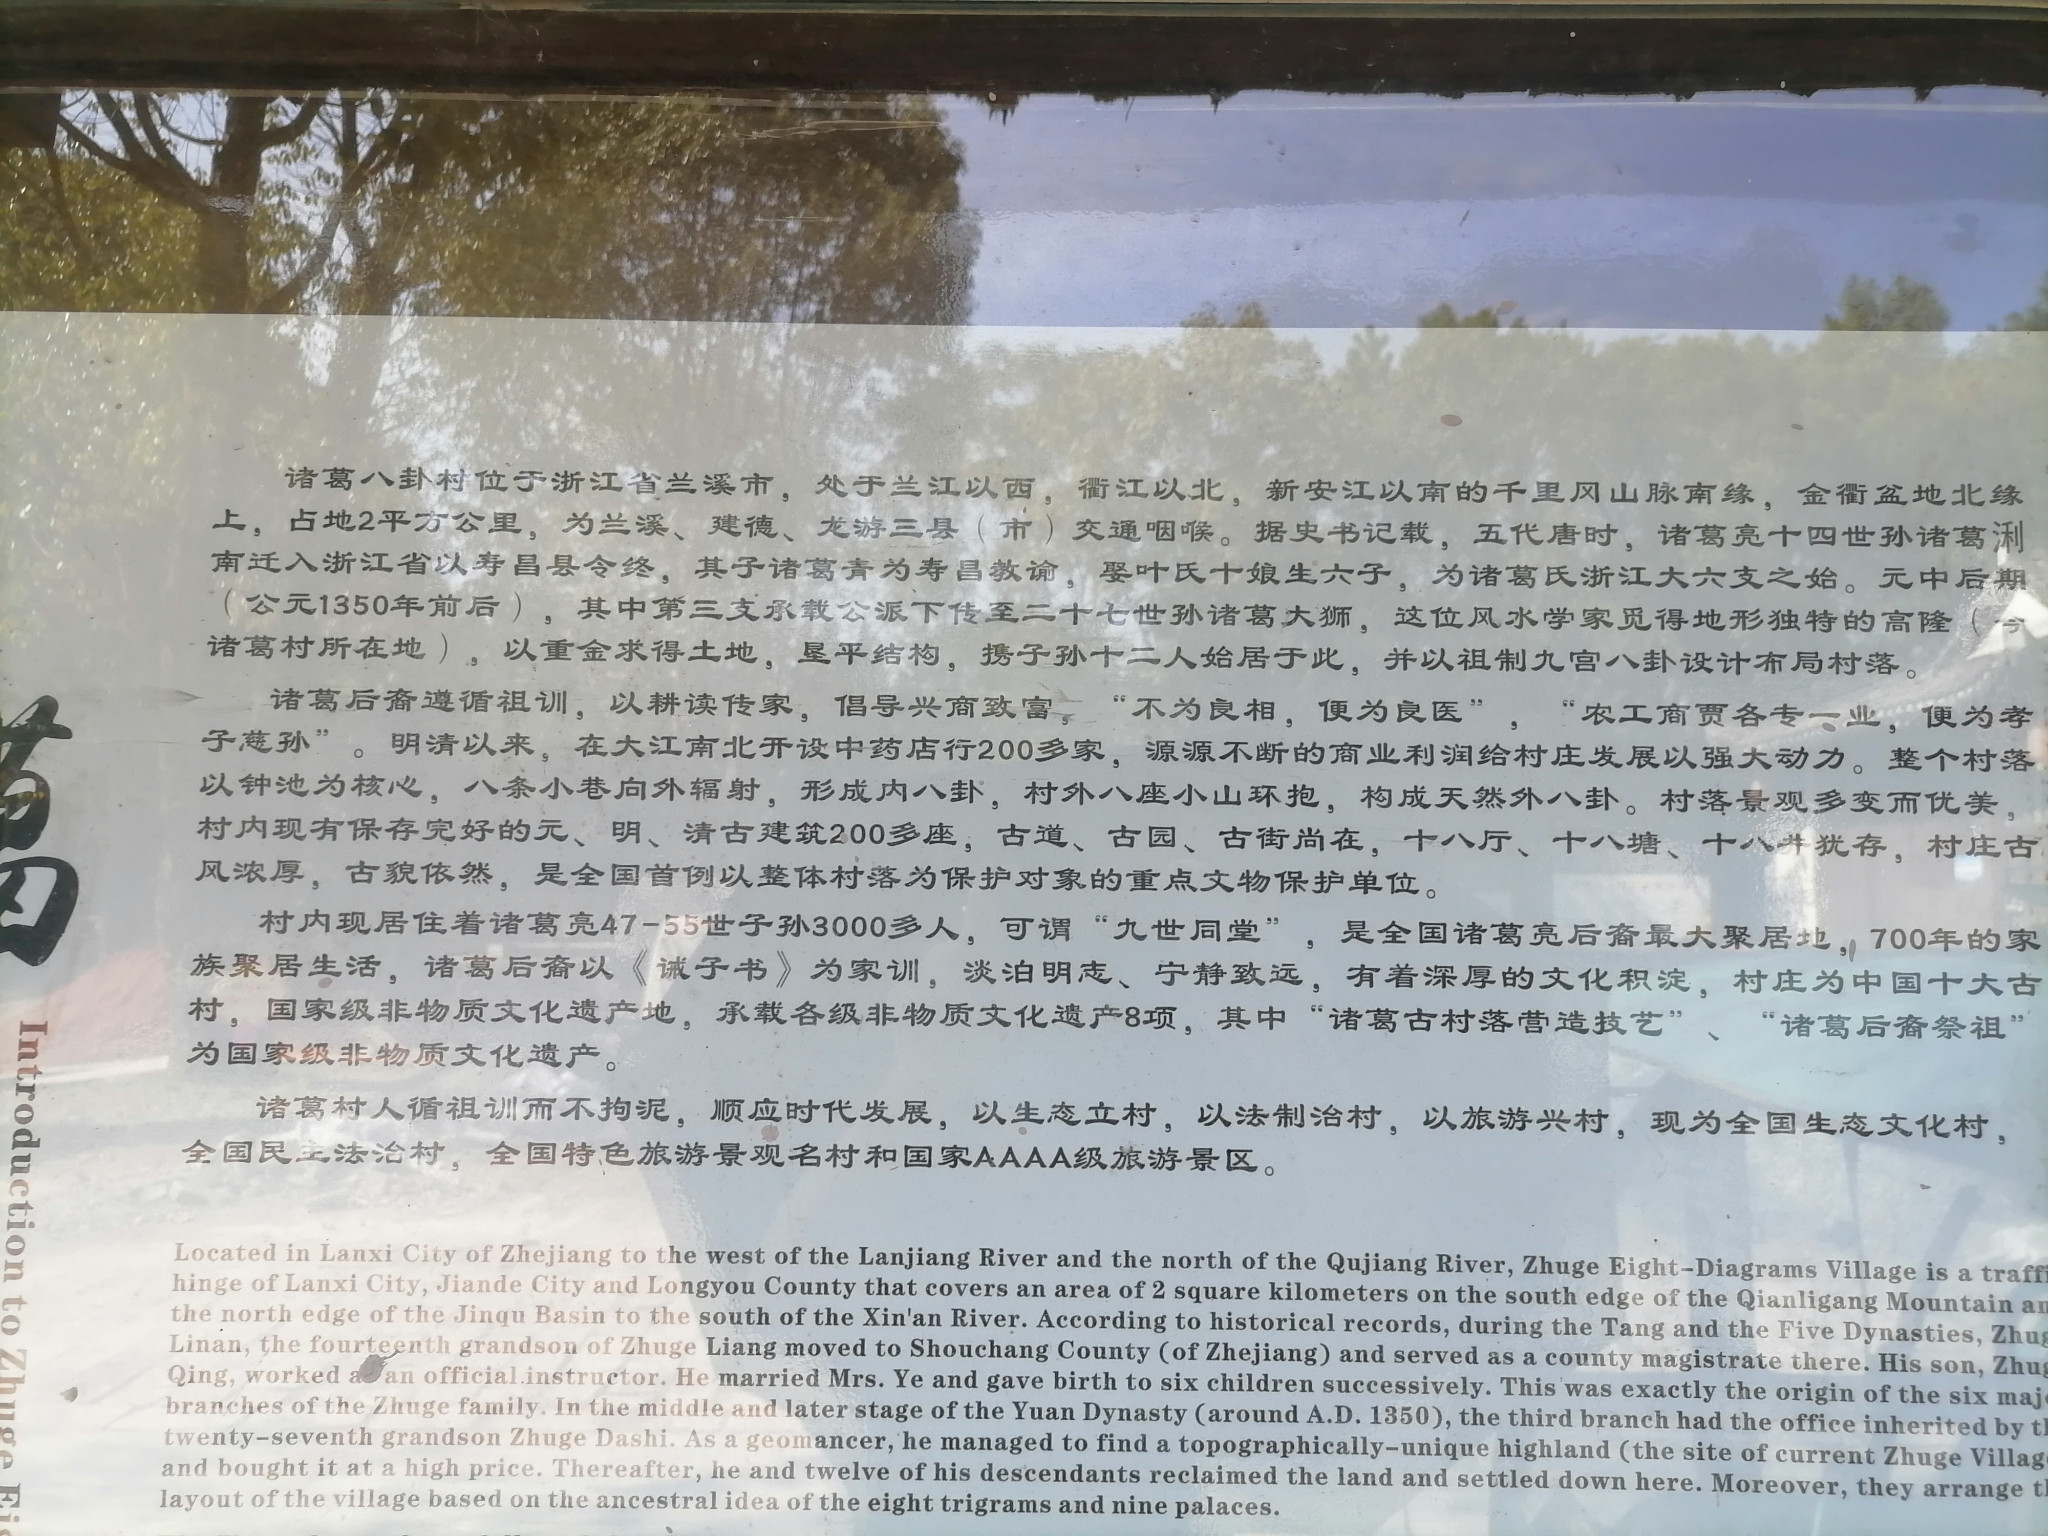 诸葛八卦村位于浙江省兰溪市，处于兰江以西，衢江以北，新安江以南的千里冈山脉南缘，金衢盆地北缘
上，占地2平方公里，为兰溪、建德、龙游三县（市）交通咽喉。据史书记载，五代唐时，诸葛亮十四世孙诸葛浰
南迁入浙江省以寿昌县令终，其子诸葛青为寿昌教谕，娶叶氏十娘生六子，为诸葛氏浙江大六支之始。元中后期
（公元1350年前后），其中第三支承载公派下传至二十七世孙诸葛大狮，这位风水学家觅得地形独特的高隆（今
诸葛村所在地），以重金求得土地，垦平结构，携子孙十二人始居于此，并以祖制九宫八卦设计布局村落。
诸葛后裔遵循祖训，以耕读传家，倡导兴商致富。“不为良相，便为良医”，“农工商贾各专一业，便为孝
子慈孙”。明清以来，在大江南北开设中药店行200多家，源源不断的商业利润给村庄发展以强大动力。整个村落
以钟池为核心，八条小巷向外辐射，形成内八卦，村外八座小山环抱，构成天然外八卦。村落景观多变而优美，
村内现有保存完好的元、明、清古建筑200多座，古道、古园、古街尚在，十八厅、十八塘、十八井犹存，村庄古
风浓厚，古貌依然，是全国首例以整体村落为保护对象的重点文物保护单位。
村内现居住着诸葛亮47-55世子孙3000多人，可谓“九世同堂”，是全国诸葛亮后裔最大聚居地，700年的家
族聚居生活，诸葛后裔以《诫子书》为家训，淡泊明志、宁静致远，有着深厚的文化积淀，村庄为中国十大古
村，国家级非物质文化遗产地，承载各级非物质文化遗产8项，其中“诸葛古村落营造技艺”、“诸葛后裔祭祖”
为国家级非物质文化遗产。
诸葛村人循祖训而不拘泥，顺应时代发展，以生态立村，以法制治村，以旅游兴村，现为全国生态文化村，
全国民主法治村，全国特色旅游景观名村和国家AAAA级旅游景区。
葛
Introduction to Zhuge Eig
Located in Lanxi City of Zhejiang to the west of the Lanjiang River and the north of the Qujiang River, Zhuge Eight-Diagrams Village is a traffi
hinge of Lanxi City, Jiande City and Longyou County that covers an area of 2 square kilometers on the south edge of the Qianligang Mountain an
the north edge of the Jinqu Basin to the south of the Xin'an River. According to historical records, during the Tang and the Five Dynasties, Zhug
Linan, the fourteenth grandson of Zhuge Liang moved to Shouchang County (of Zhejiang) and served as a county magistrate there. His son, Zhug
Qing, worked as an official instructor. He married Mrs. Ye and gave birth to six children successively. This was exactly the origin of the six maj
branches of the Zhuge family. In the middle and later stage of the Yuan Dynasty (around A.D. 1350), the third branch had the office inherited by th
twenty-seventh grandson Zhuge Dashi. As a geomancer, he managed to find a topographically-unique highland (the site of current Zhuge Village
and bought it at a high price. Thereafter, he and twelve of his descendants reclaimed the land and settled down here. Moreover, they arrange th
layout of the village based on the ancestral idea of the eight trigrams and nine palaces.